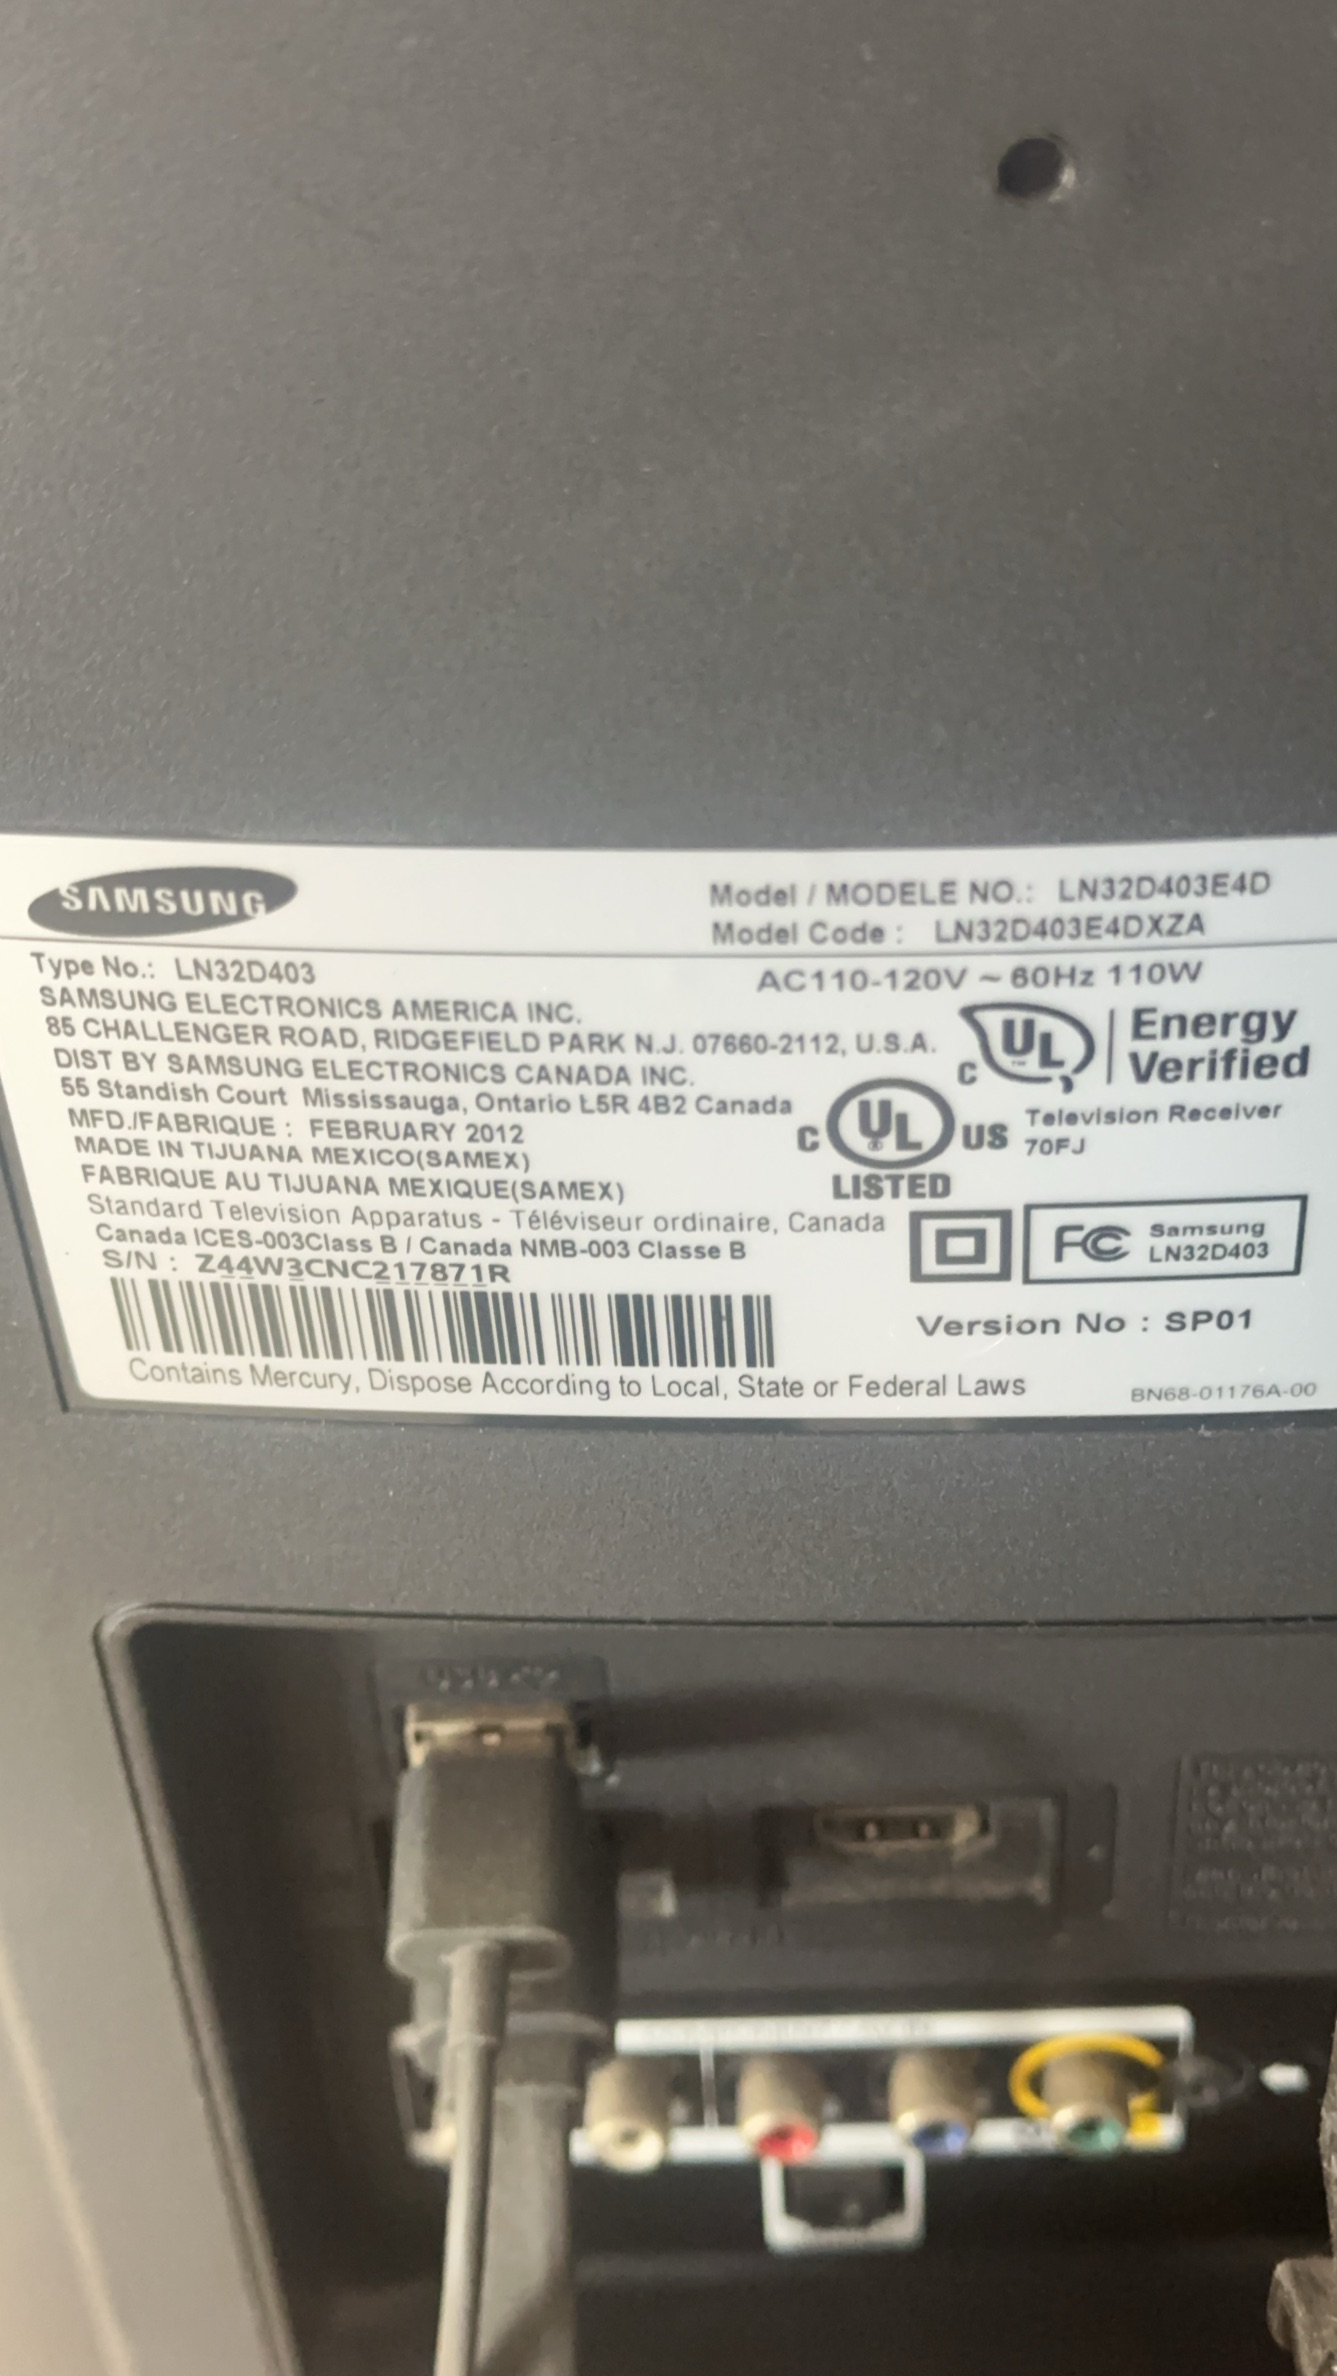 SAMSUNG
Model / MODELE NO.: LN32D403E4D
Model Code : LN32D403E4DXZA
Type No.: LN32D403
AC110-120V ~ 60Hz 110W
SAMSUNG ELECTRONICS AMERICA INC.
85 CHALLENGER ROAD, RIDGEFIELD PARK N.J. 07660-2112, U.S.A.
DIST BY SAMSUNG ELECTRONICS CANADA INC.
55 Standish Court Mississauga, Ontario L5R 4B2 Canada
MFD./FABRIQUE : FEBRUARY 2012
MADE IN TIJUANA MEXICO(SAMEX)
FABRIQUE AU TIJUANA MEXIQUE(SAMEX)
Standard Television Apparatus - Téléviseur ordinaire, Canada
Canada ICES-003Class B / Canada NMB-003 Classe B
S/N : Z44W3CNC217871R
Contains Mercury, Dispose According to Local, State or Federal Laws
C UL TM
Energy
Verified
C UL ® US
LISTED
Television Receiver
70FJ
FC
Samsung
LN32D403
Version No : SP01
BN68-01176A-00